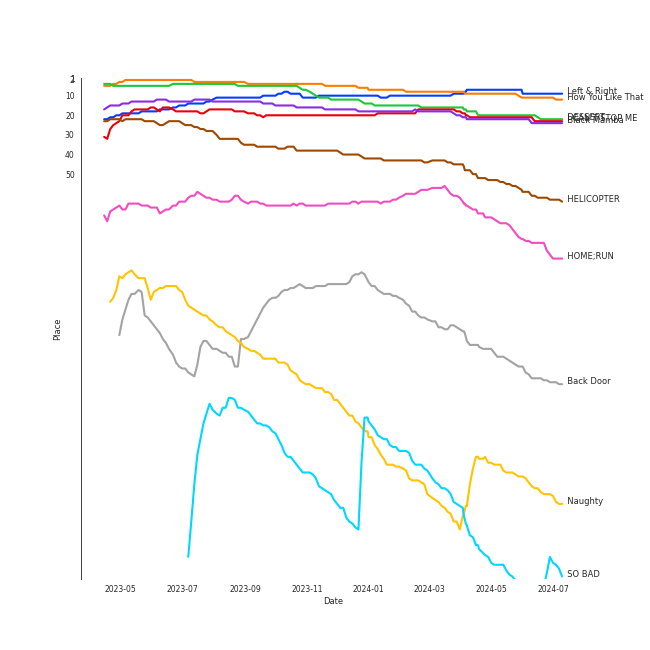 1
10
20
30
40
50
Place
Left & Right
How You Like That
Black Mamba
HELICOPTER
HOME;RUN
Back Door
Naughty
SO BAD
2023-05
2023-07
2023-09
2023-11
2024-01
2024-03
2024-05
2024-07
Date